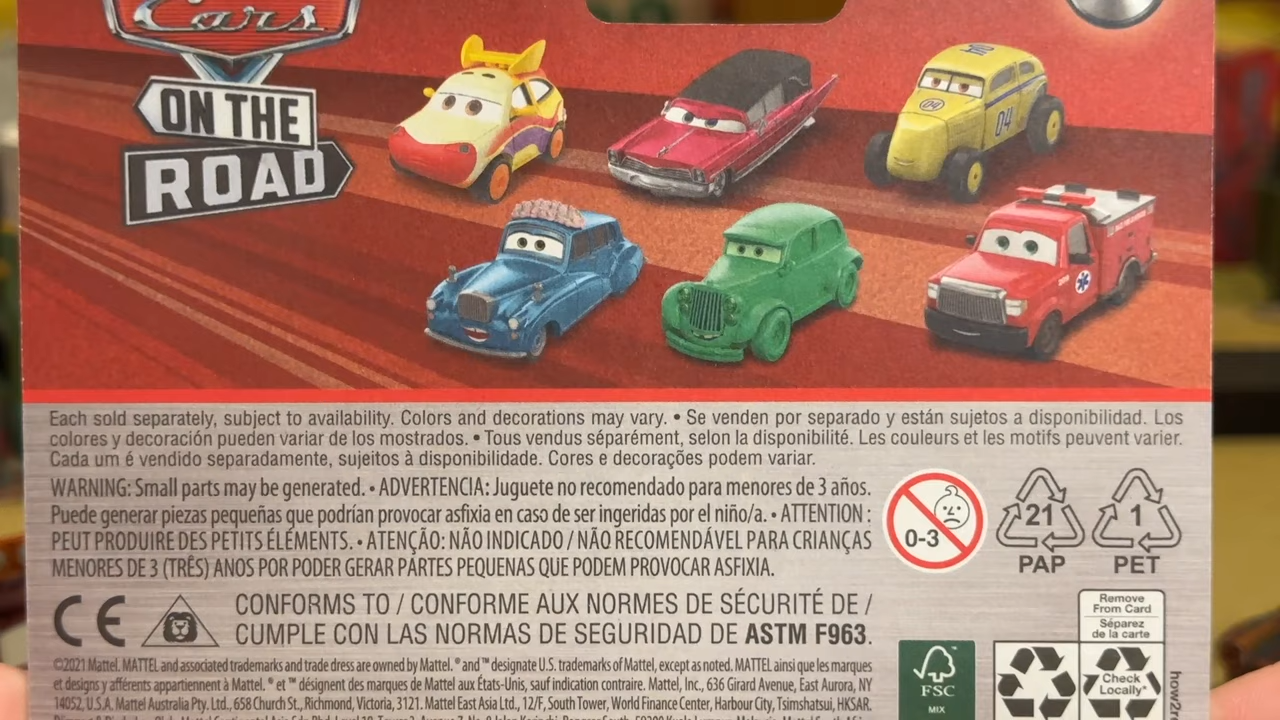 Cars
ON THE
ROAD
04
04
Each sold separately, subject to availability. Colors and decorations may vary. • Se venden por separado y están sujetos a disponibilidad. Los
colores y decoración pueden variar de los mostrados. • Tous vendus séparément, selon la disponibilité. Les couleurs et les motifs peuvent varier.
Cada um é vendido separadamente, sujeitos à disponibilidade. Cores e decorações podem variar.
WARNING: Small parts may be generated. • ADVERTENCIA: Juguete no recomendado para menores de 3 años.
Puede generar piezas pequeñas que podrían provocar asfixia en caso de ser ingeridas por el niño/a. • ATTENTION :
PEUT PRODUIRE DES PETITS ÉLÉMENTS. • ATENÇÃO: NÃO INDICADO / NÃO RECOMENDÁVEL PARA CRIANÇAS
MENORES DE 3 (TRÊS) ANOS POR PODER GERAR PARTES PEQUENAS QUE PODEM PROVOCAR ASFIXIA.
0-3
21
PAP
1
PET
CE
CONFORMS TO / CONFORME AUX NORMES DE SÉCURITÉ DE /
CUMPLE CON LAS NORMAS DE SEGURIDAD DE ASTM F963.
Remove
From Card
Séparez
de la carte
©2021 Mattel. MATTEL and associated trademarks and trade dress are owned by Mattel. ® and ™ designate U.S. trademarks of Mattel, except as noted. MATTEL ainsi que les marques
et designs y afférents appartiennent à Mattel. ® et ™ désignent des marques de Mattel aux États-Unis, sauf indication contraire. Mattel, Inc., 636 Girard Avenue, East Aurora, NY
14052, U.S.A. Mattel Australia Pty. Ltd., 658 Church St., Richmond, Victoria, 3121. Mattel East Asia Ltd., 12/F, South Tower, World Finance Center, Harbour City, Tsimshatsui, HKSAR.
FSC
MIX
Check
Locally*